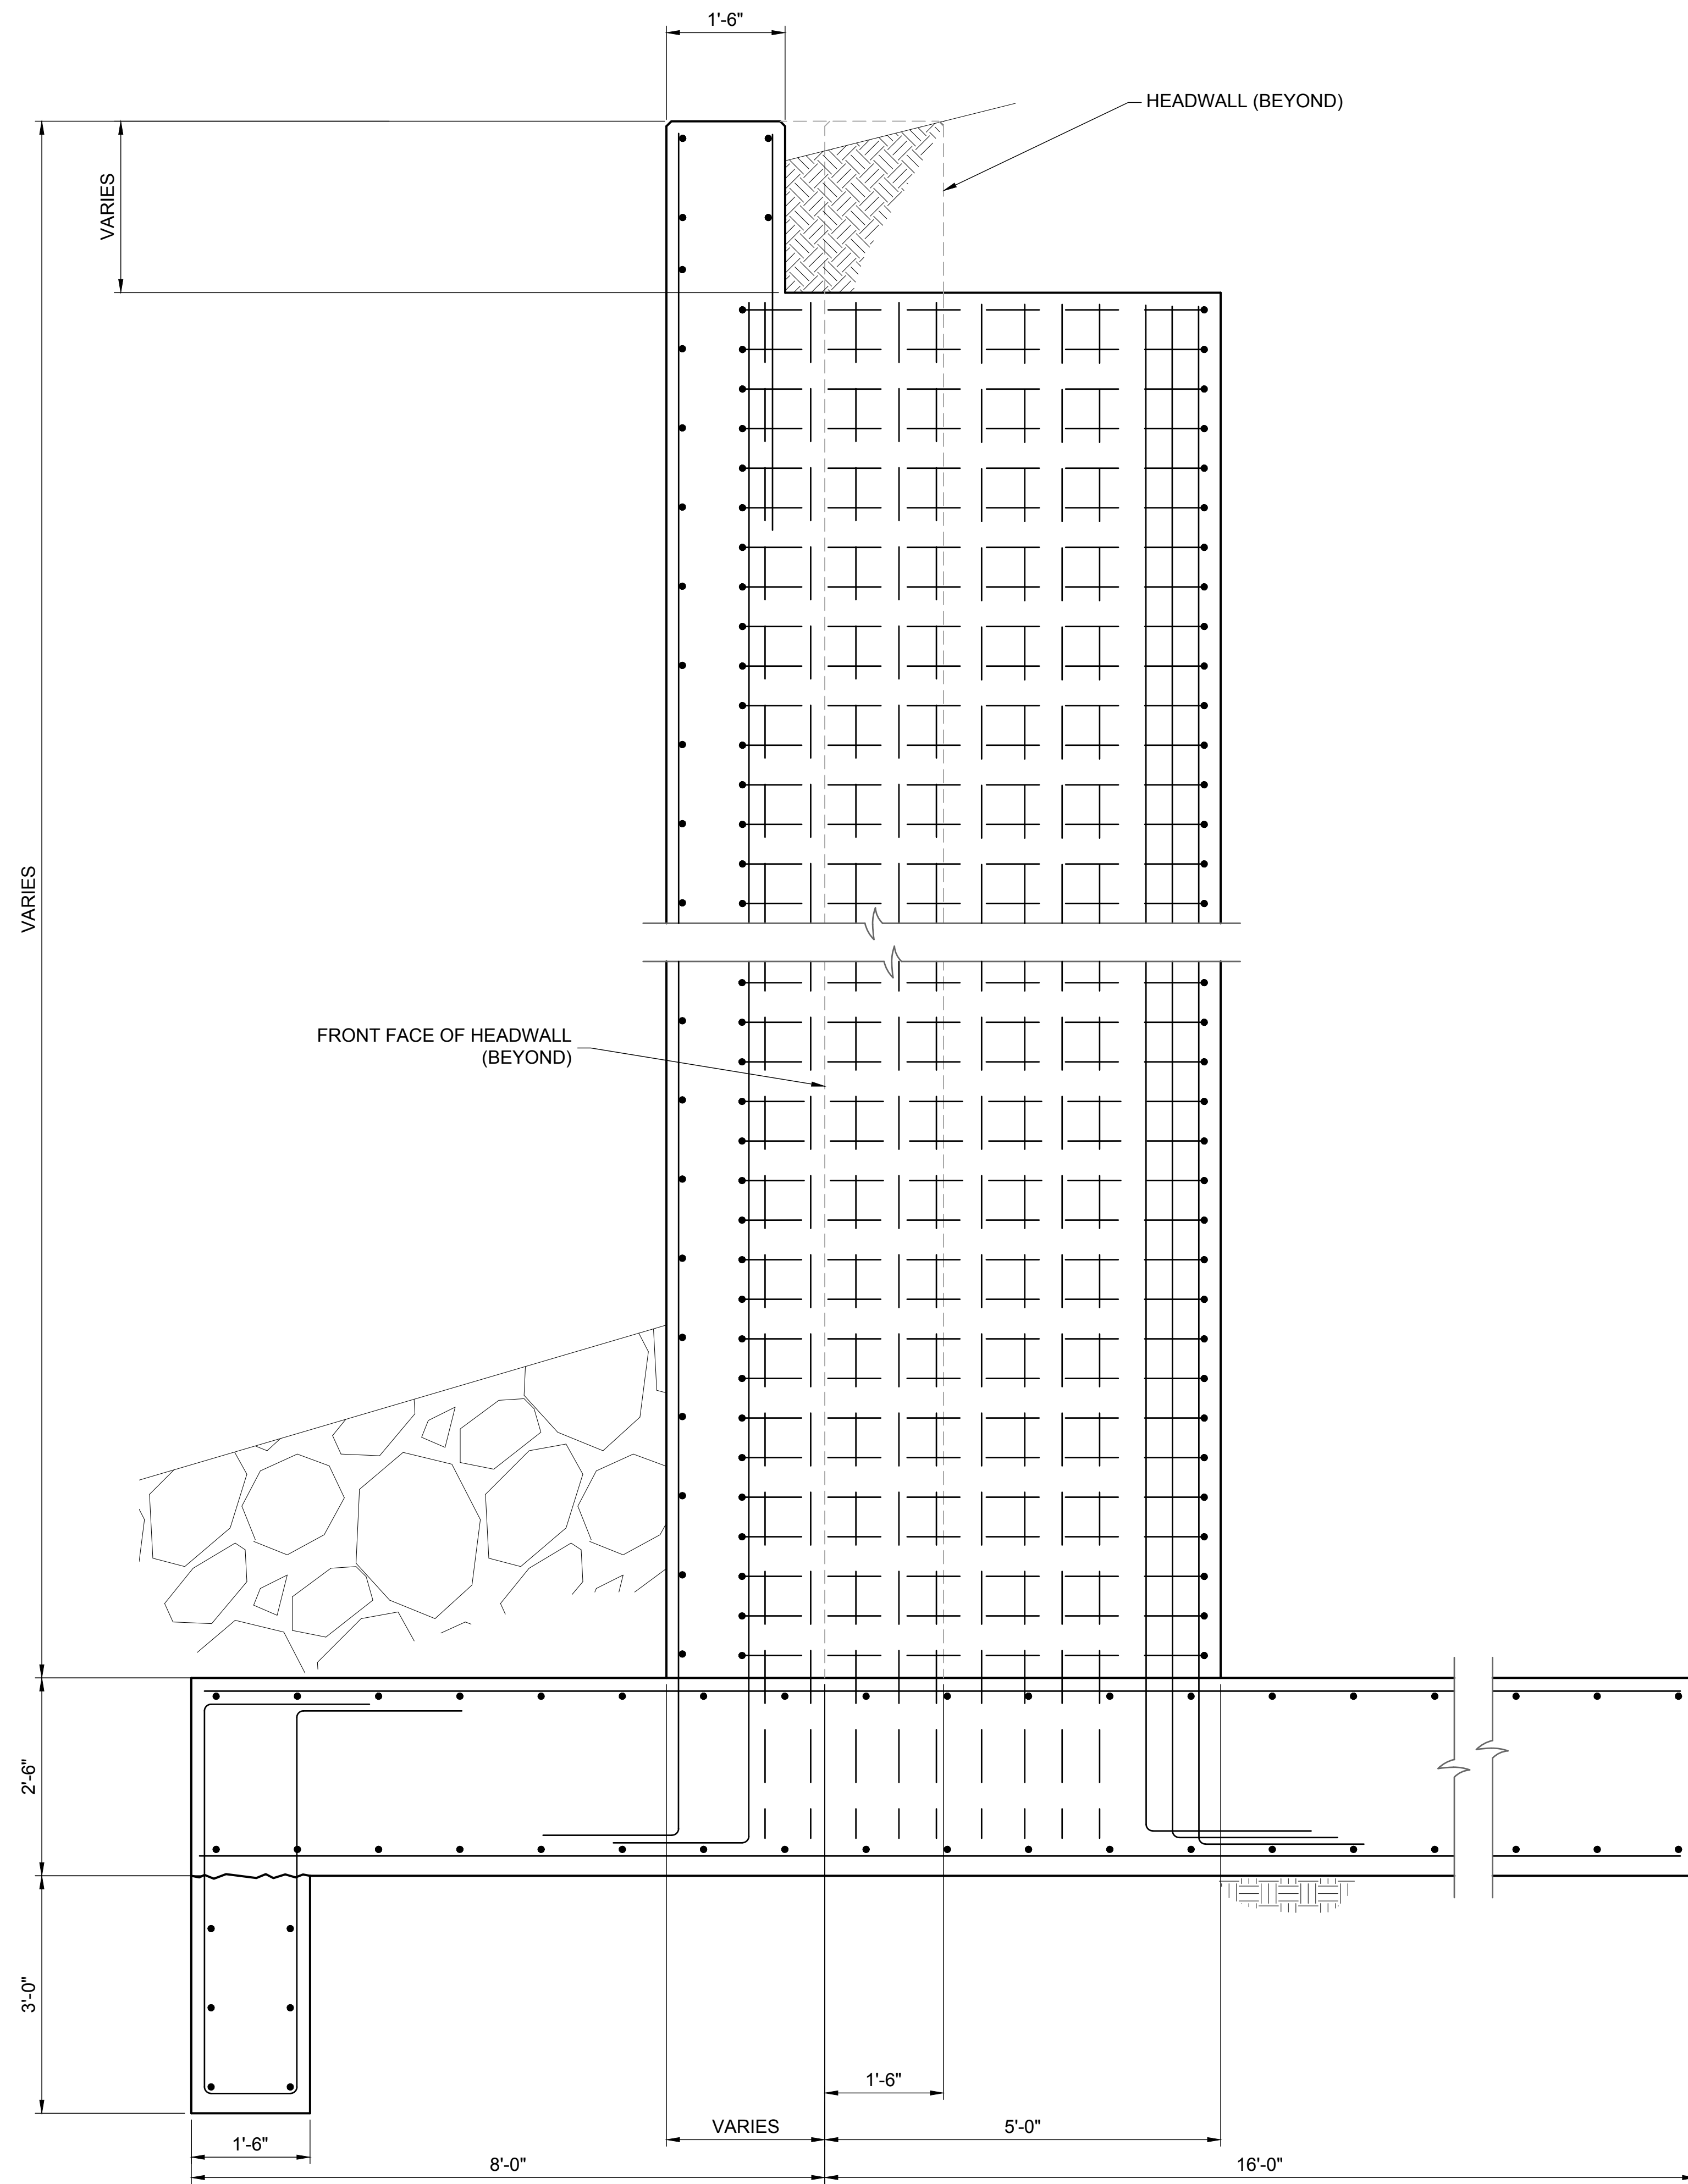 1'-6"
HEADWALL (BEYOND)
VARIES
VARIES
FRONT FACE OF HEADWALL
(BEYOND)
2'-6"
3'-0"
1'-6"
VARIES
5'-0"
1'-6"
8'-0"
16'-0"